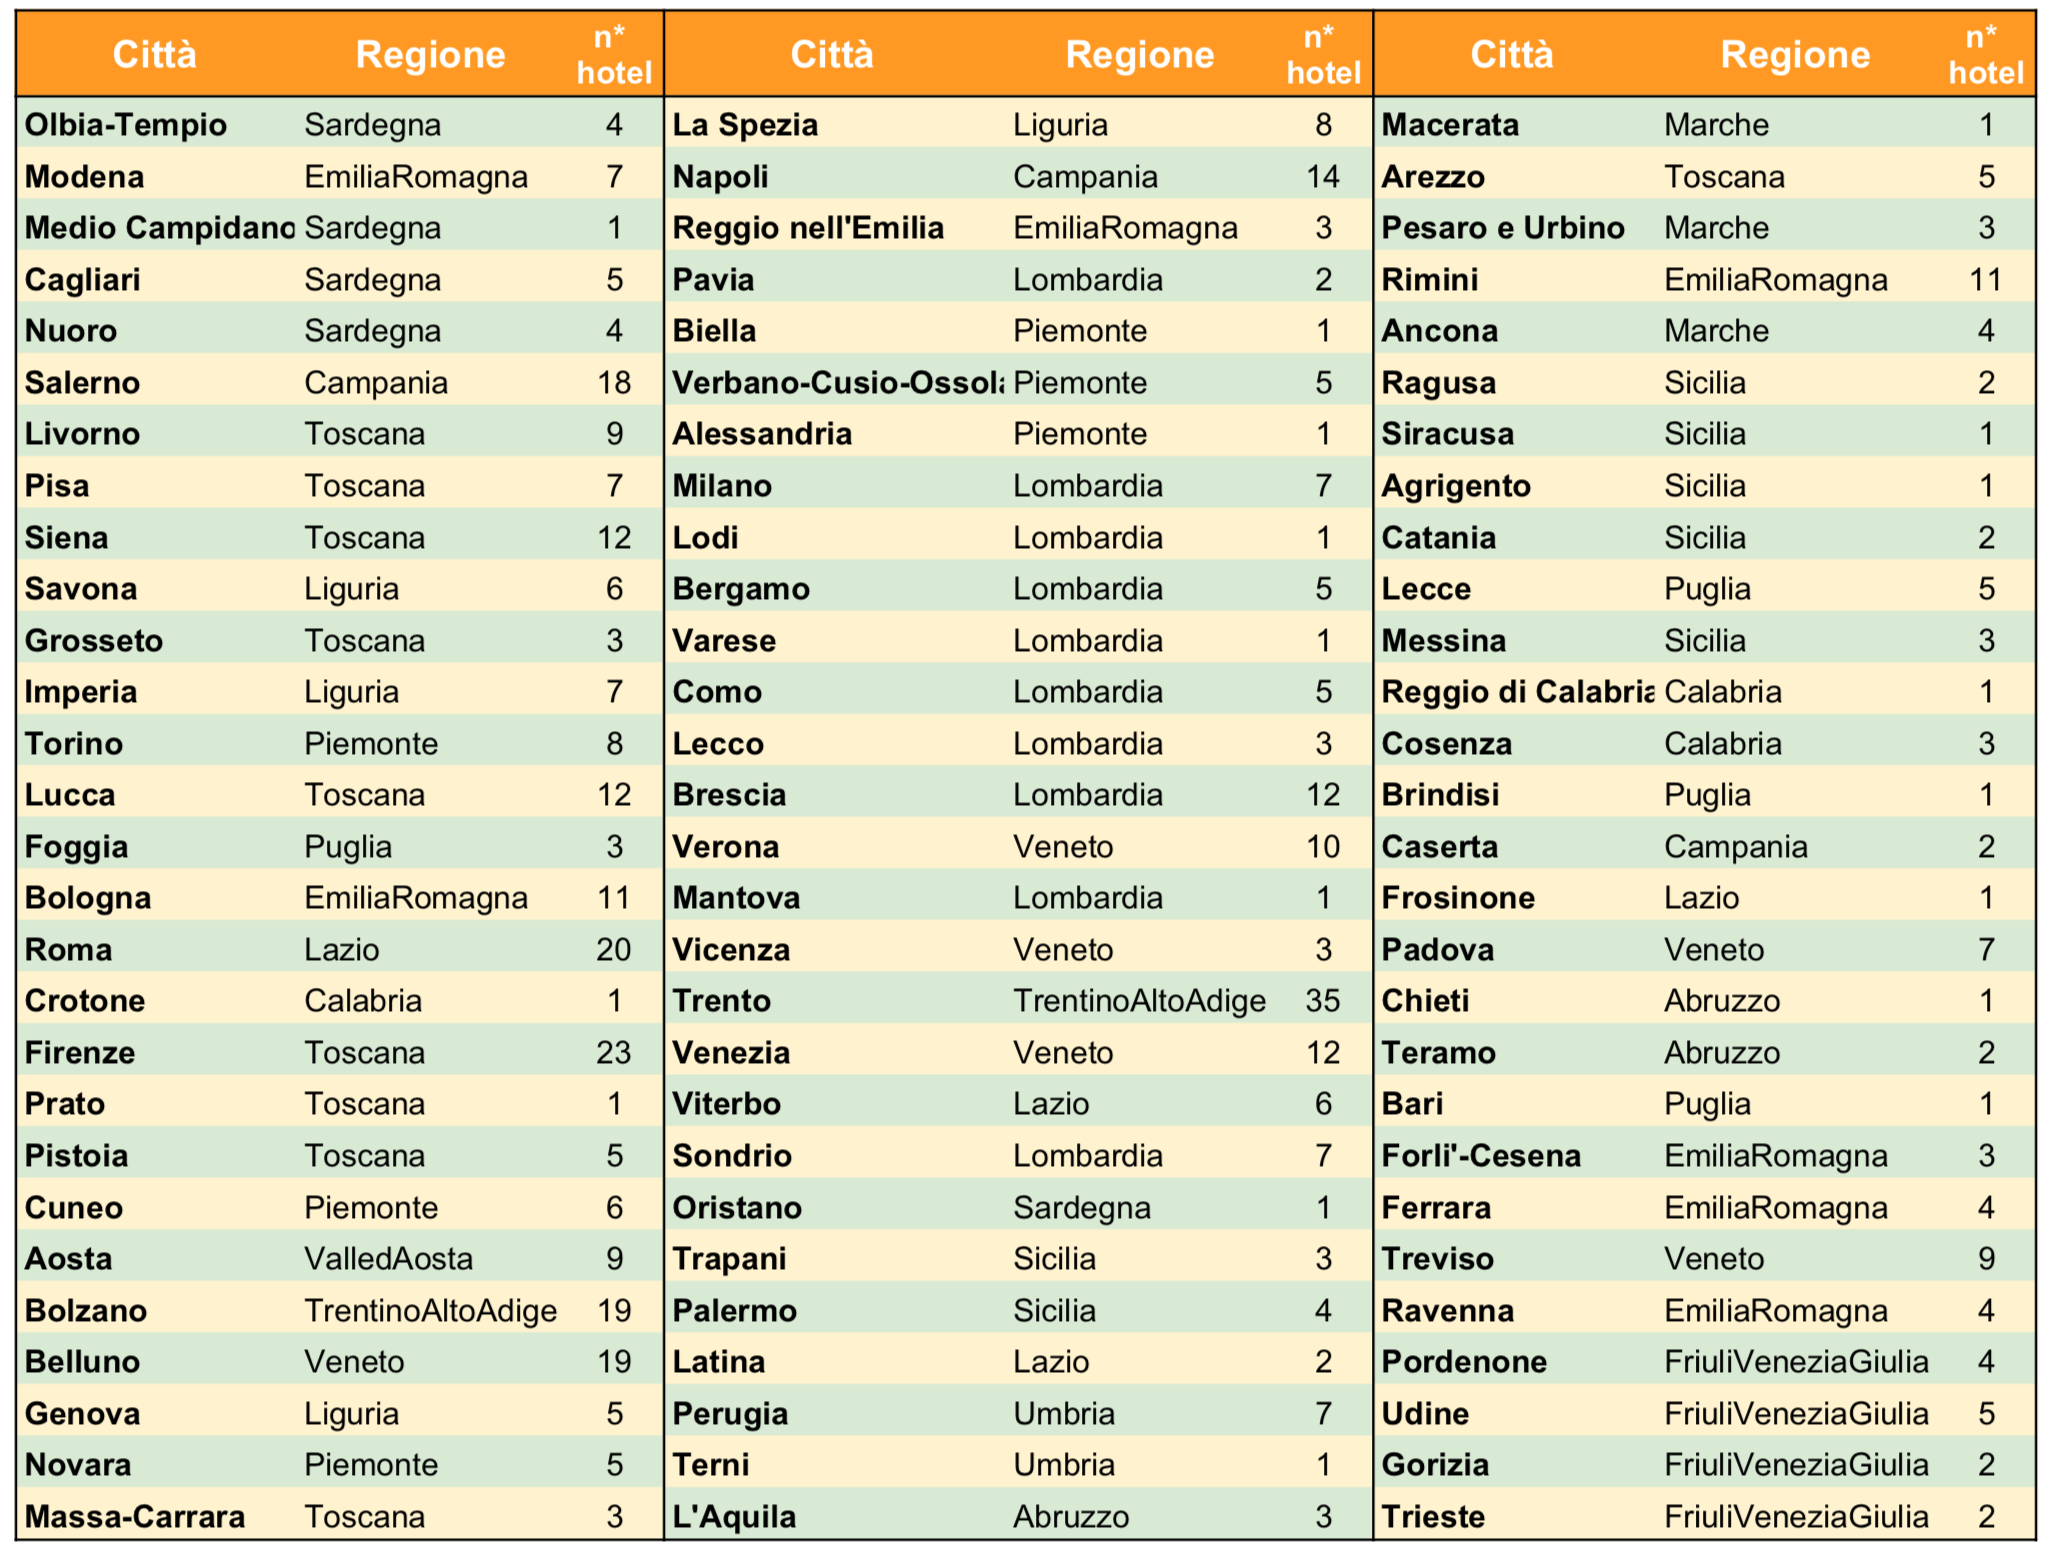 Città Regione n* hotel Città Regione n* hotel Città Regione n* hotel
Olbia-Tempio Sardegna 4 La Spezia Liguria 8 Macerata Marche 1
Modena EmiliaRomagna 7 Napoli Campania 14 Arezzo Toscana 5
Medio Campidano Sardegna 1 Reggio nell'Emilia EmiliaRomagna 3 Pesaro e Urbino Marche 3
Cagliari Sardegna 5 Pavia Lombardia 2 Rimini EmiliaRomagna 11
Nuoro Sardegna 4 Biella Piemonte 1 Ancona Marche 4
Salerno Campania 18 Verbano-Cusio-Ossola Piemonte 5 Ragusa Sicilia 2
Livorno Toscana 9 Alessandria Piemonte 1 Siracusa Sicilia 1
Pisa Toscana 7 Milano Lombardia 7 Agrigento Sicilia 1
Siena Toscana 12 Lodi Lombardia 1 Catania Sicilia 2
Savona Liguria 6 Bergamo Lombardia 5 Lecce Puglia 5
Grosseto Toscana 3 Varese Lombardia 1 Messina Sicilia 3
Imperia Liguria 7 Como Lombardia 5 Reggio di Calabria Calabria 1
Torino Piemonte 8 Lecco Lombardia 3 Cosenza Calabria 3
Lucca Toscana 12 Brescia Lombardia 12 Brindisi Puglia 1
Foggia Puglia 3 Verona Veneto 10 Caserta Campania 2
Bologna EmiliaRomagna 11 Mantova Lombardia 1 Frosinone Lazio 1
Roma Lazio 20 Vicenza Veneto 3 Padova Veneto 7
Crotone Calabria 1 Trento TrentinoAltoAdige 35 Chieti Abruzzo 1
Firenze Toscana 23 Venezia Veneto 12 Teramo Abruzzo 2
Prato Toscana 1 Viterbo Lazio 6 Bari Puglia 1
Pistoia Toscana 5 Sondrio Lombardia 7 Forli'-Cesena EmiliaRomagna 3
Cuneo Piemonte 6 Oristano Sardegna 1 Ferrara EmiliaRomagna 4
Aosta ValledAosta 9 Trapani Sicilia 3 Treviso Veneto 9
Bolzano TrentinoAltoAdige 19 Palermo Sicilia 4 Ravenna EmiliaRomagna 4
Belluno Veneto 19 Latina Lazio 2 Pordenone FriuliVeneziaGiulia 4
Genova Liguria 5 Perugia Umbria 7 Udine FriuliVeneziaGiulia 5
Novara Piemonte 5 Terni Umbria 1 Gorizia FriuliVeneziaGiulia 2
Massa-Carrara Toscana 3 L'Aquila Abruzzo 3 Trieste FriuliVeneziaGiulia 2